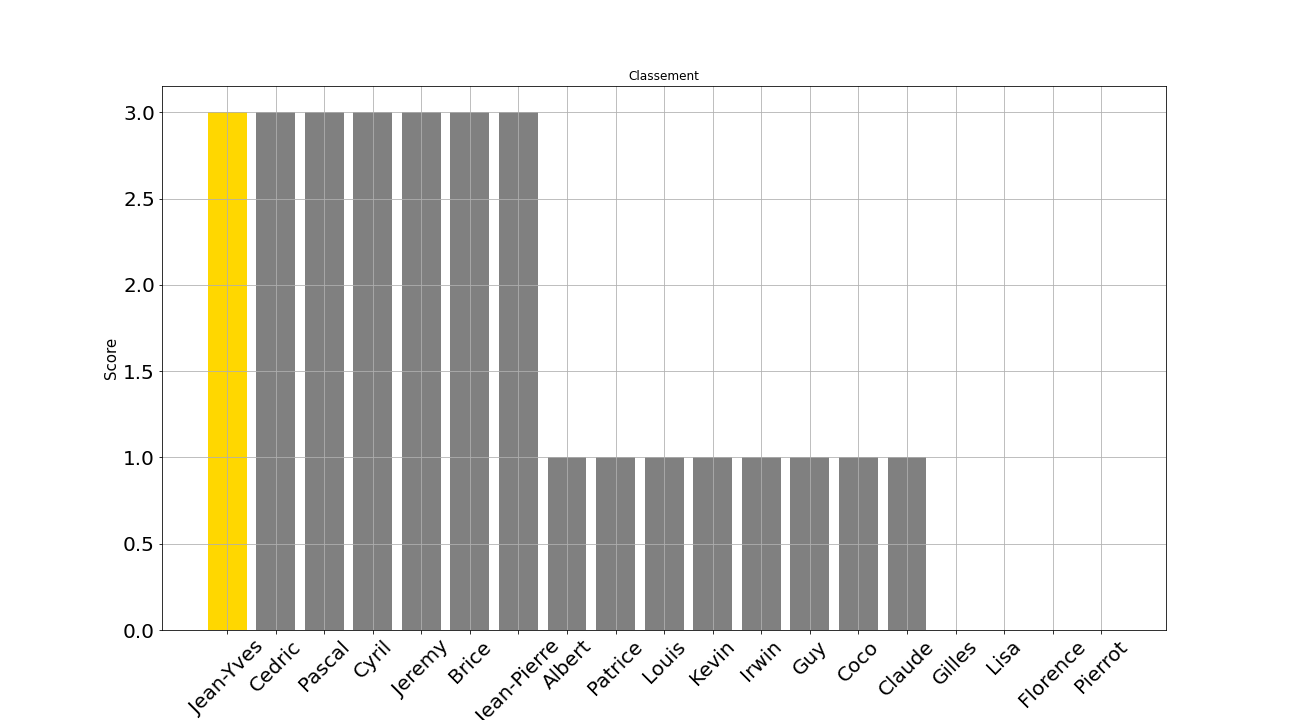 Classement
Score
3.0
2.5
2.0
1.5
1.0
0.5
0.0
Jean-Yves
Cedric
Pascal
Cyril
Jeremy
Brice
Jean-Pierre
Albert
Patrice
Louis
Kevin
Irwin
Guy
Coco
Claude
Gilles
Lisa
Florence
Pierrot